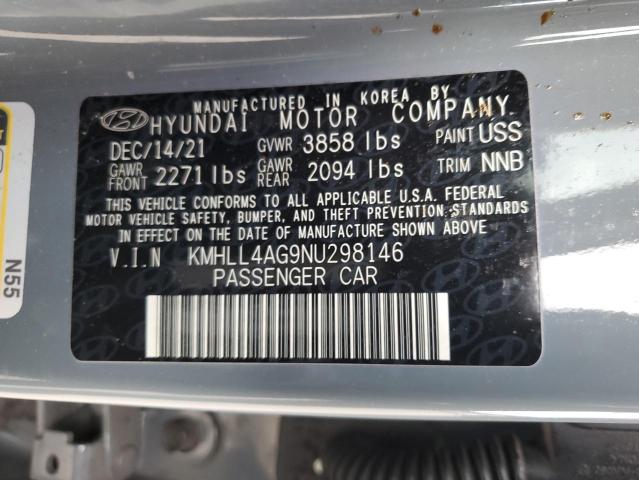 MANUFACTURED IN KOREA BY
HYUNDAI MOTOR COMPANY
DEC/14/21 GVWR 3858 lbs PAINT USS
GAWR FRONT 2271 lbs GAWR REAR 2094 lbs TRIM NNB
THIS VEHICLE CONFORMS TO ALL APPLICABLE U.S.A. FEDERAL
MOTOR VEHICLE SAFETY, BUMPER, AND THEFT PREVENTION STANDARDS
IN EFFECT ON THE DATE OF MANUFACTURE SHOWN ABOVE
V.I.N KMHLL4AG9NU298146
PASSENGER CAR
N55